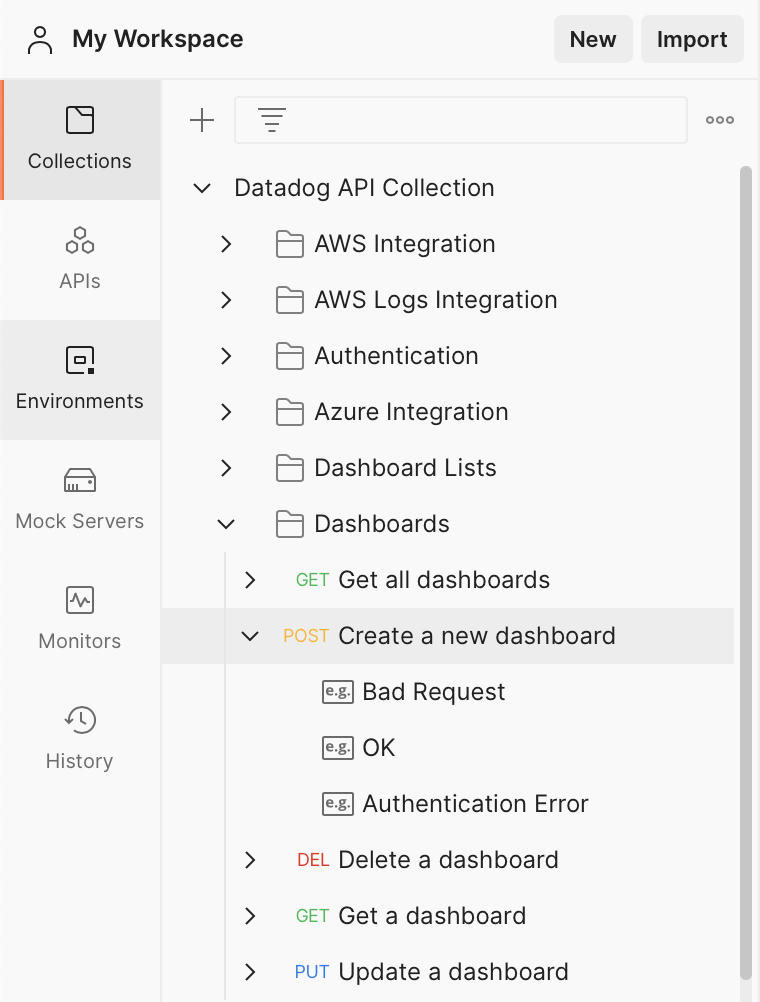 My Workspace
New
Import
Collections
APIs
Environments
Mock Servers
Monitors
History
Datadog API Collection
AWS Integration
AWS Logs Integration
Authentication
Azure Integration
Dashboard Lists
Dashboards
GET Get all dashboards
POST Create a new dashboard
e.g. Bad Request
e.g. OK
e.g. Authentication Error
DEL Delete a dashboard
GET Get a dashboard
PUT Update a dashboard